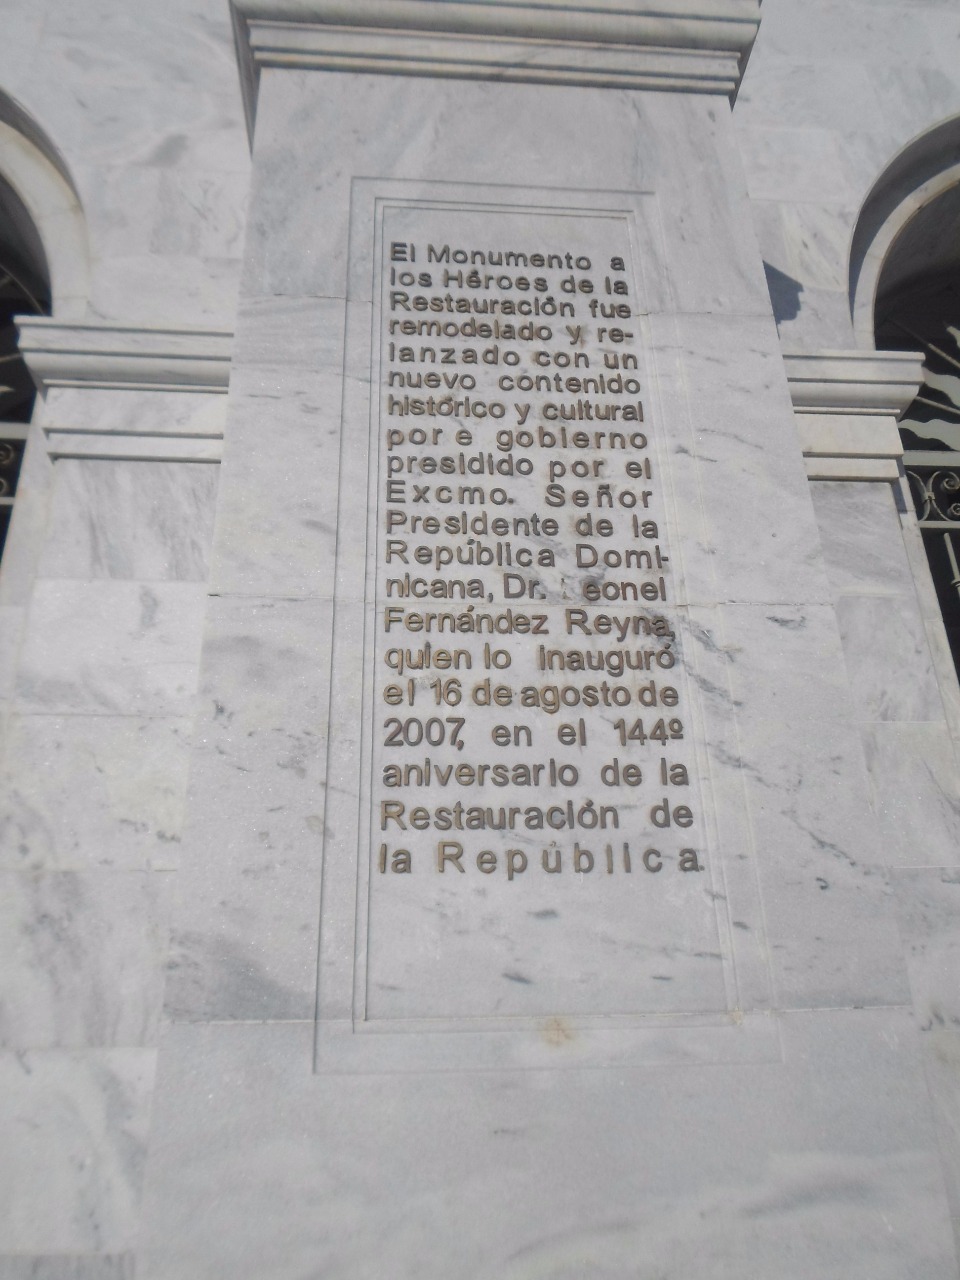 El Monumento a
los Héroes de la
Restauración fue
remodelado y re-
lanzado con un
nuevo contenido
histórico y cultural
por e gobierno
presidido por el
Excmo. Señor
Presidente de la
República Domi-
nicana, Dr. Leonel
Fernández Reyna,
quien lo inauguró
el 16 de agosto de
2007, en el 144º
aniversario de la
Restauración de
la República.